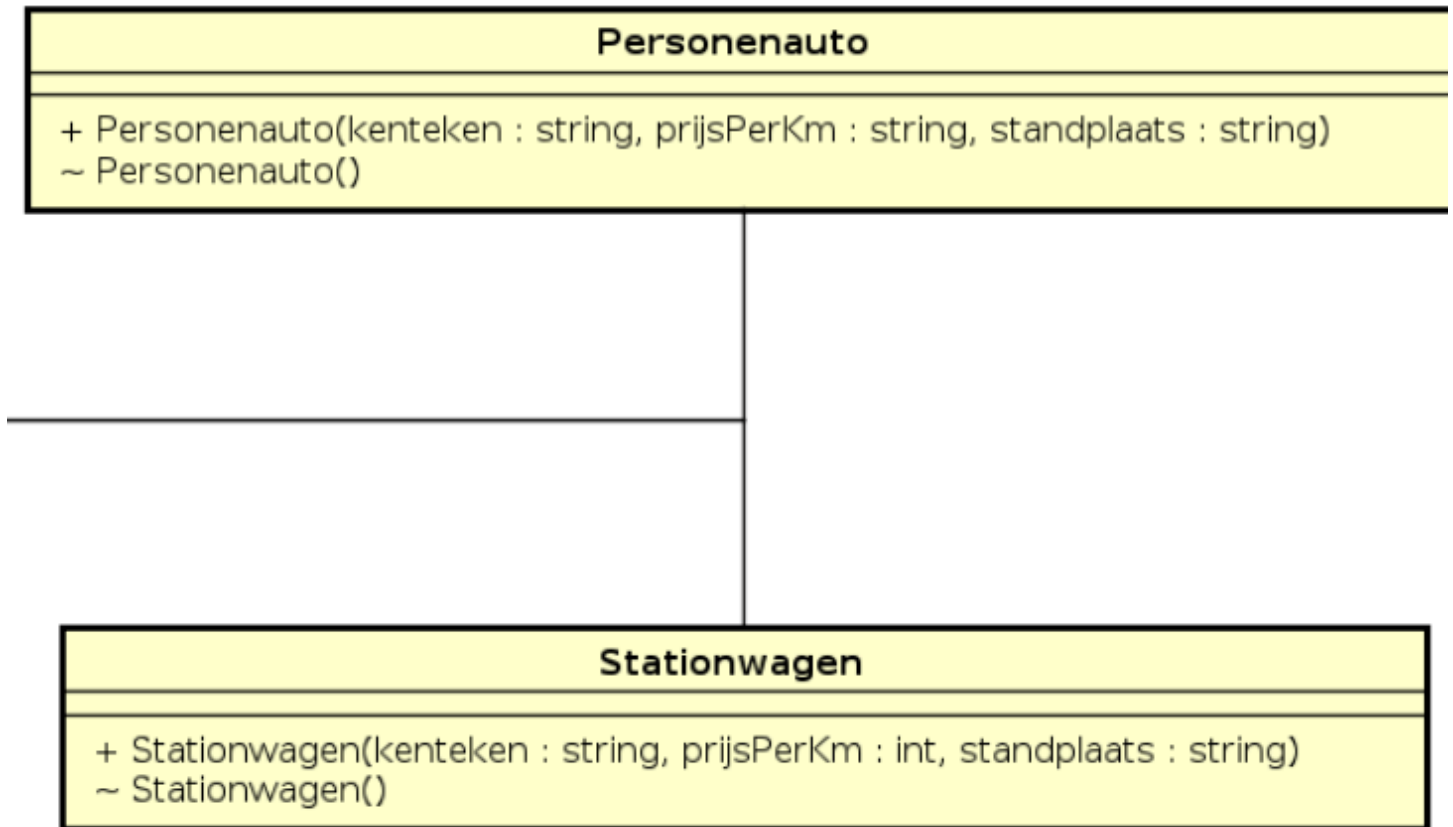 Personenauto
+ Personenauto(kenteken : string, prijsPerKm : string, standplaats : string)
~ Personenauto()
Stationwagen
+ Stationwagen(kenteken : string, prijsPerKm : int, standplaats : string)
~ Stationwagen()